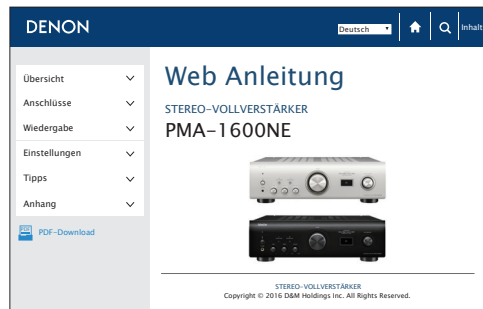 DENON
Deutsch
Inhalt
Übersicht
Anschlüsse
Wiedergabe
Einstellungen
Tipps
Anhang
PDF-Download
Web Anleitung
STEREO-VOLLVERSTÄRKER
PMA-1600NE
STEREO-VOLLVERSTÄRKER
Copyright © 2016 D&M Holdings Inc. All Rights Reserved.